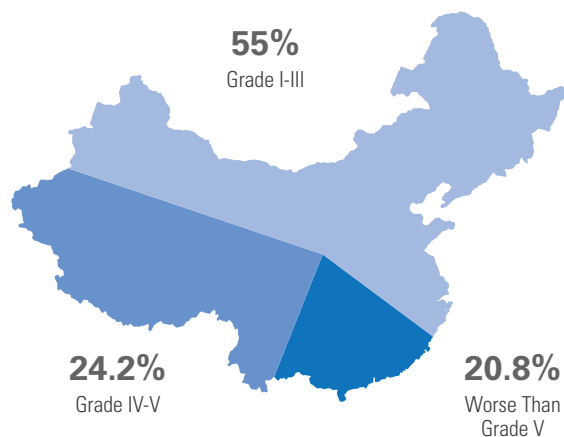 55%
Grade I-III
24.2%
Grade IV-V
20.8%
Worse Than
Grade V